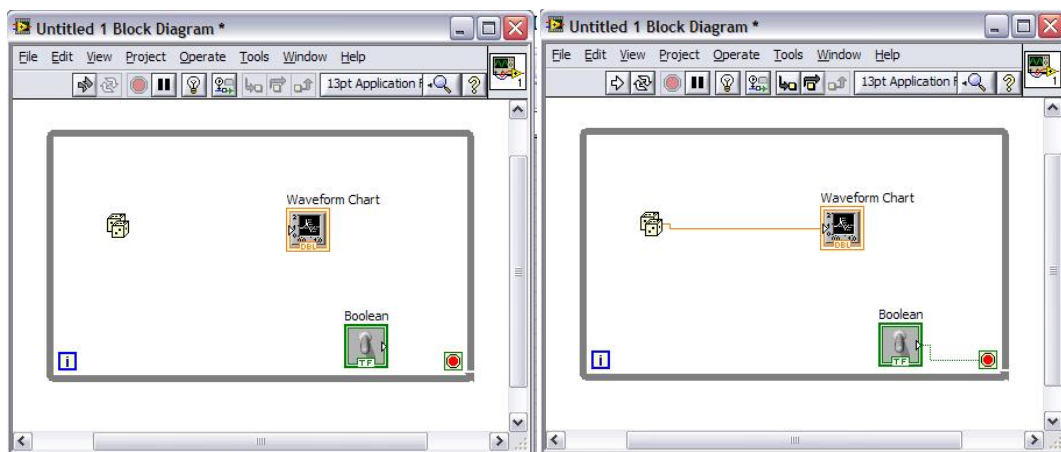 Untitled 1 Block Diagram *
File Edit View Project Operate Tools Window Help
13pt Application F
1
Waveform Chart
DBL
Boolean
TF
i
Untitled 1 Block Diagram *
File Edit View Project Operate Tools Window Help
13pt Application F
1
Waveform Chart
DBL
Boolean
TF
i